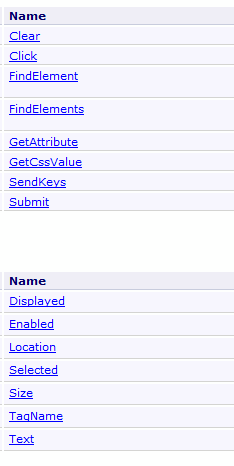 Name
Clear
Click
FindElement
FindElements
GetAttribute
GetCssValue
SendKeys
Submit
Name
Displayed
Enabled
Location
Selected
Size
TagName
Text